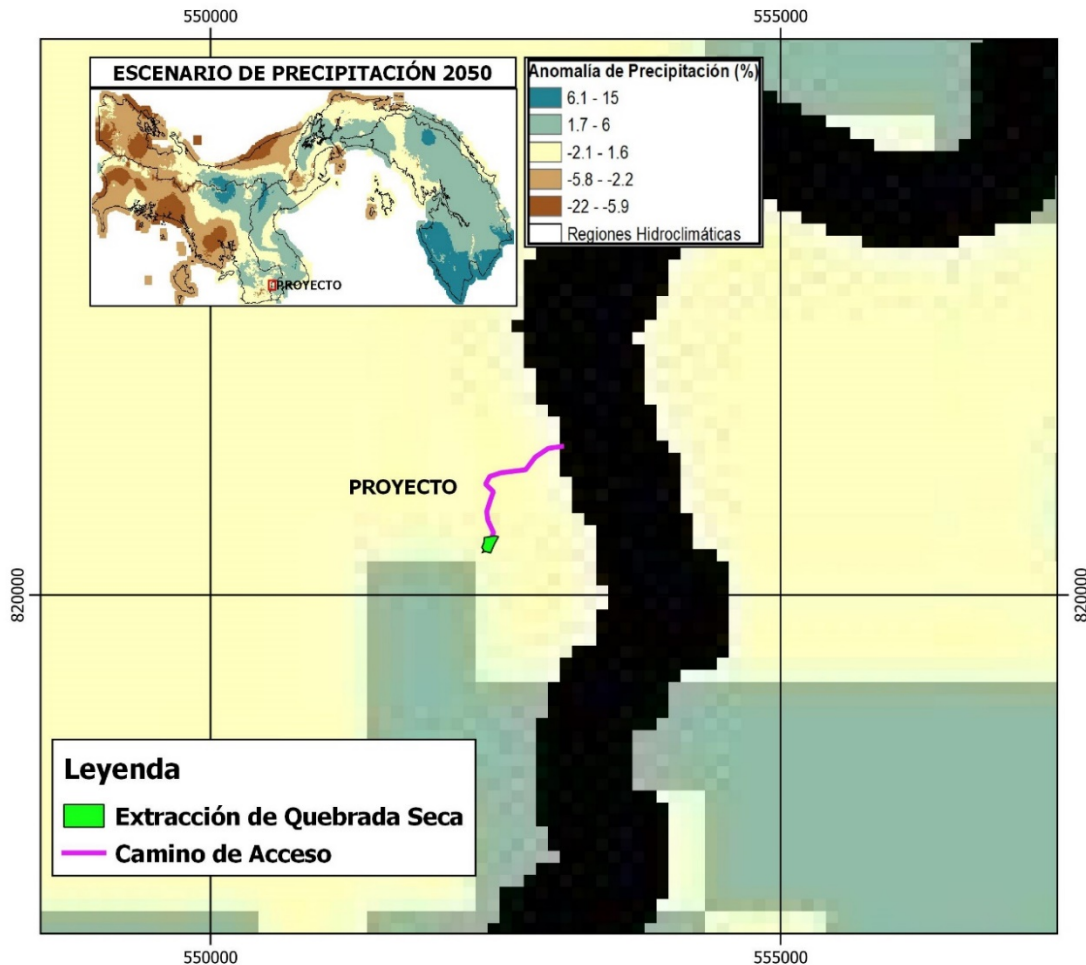 550000
555000
ESCENARIO DE PRECIPITACIÓN 2050
PROYECTO
Anomalía de Precipitación (%)
6.1 - 15
1.7 - 6
-2.1 - 1.6
-5.8 - -2.2
-22 - -5.9
Regiones Hidroclimáticas
PROYECTO
820000
820000
Leyenda
Extracción de Quebrada Seca
Camino de Acceso
550000
555000